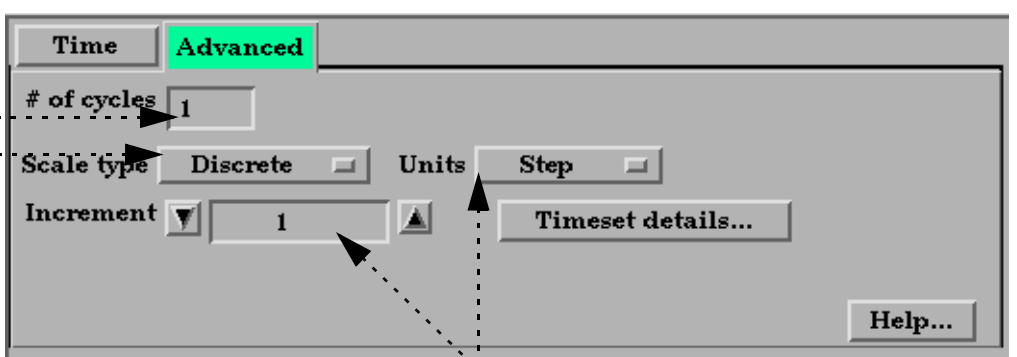 Time Advanced
# of cycles 1
Scale type Discrete Units Step
Increment 1 Timeset details...
Help...